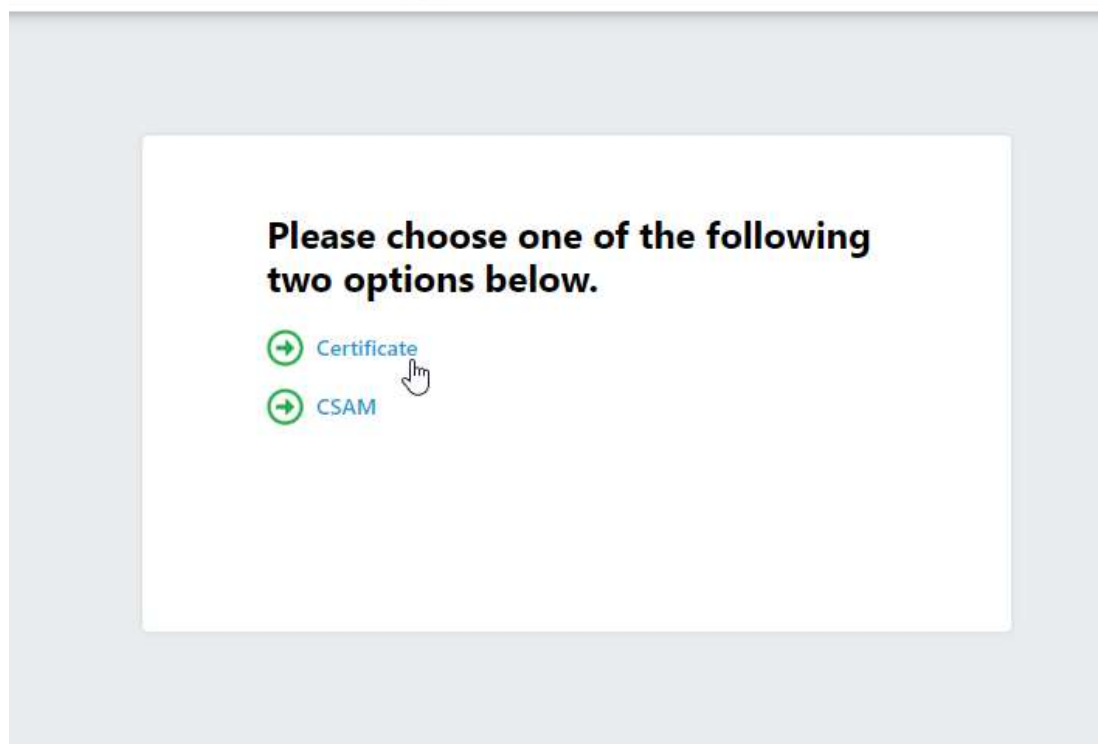 Please choose one of the following
two options below.
Certificate
CSAM